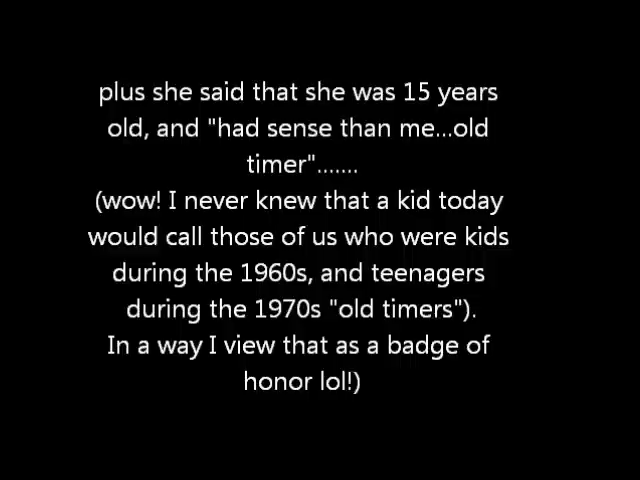 plus she said that she was 15 years
old, and "had sense than me...old
timer".......
(wow! I never knew that a kid today
would call those of us who were kids
during the 1960s, and teenagers
during the 1970s "old timers").
In a way I view that as a badge of
honor lol!)